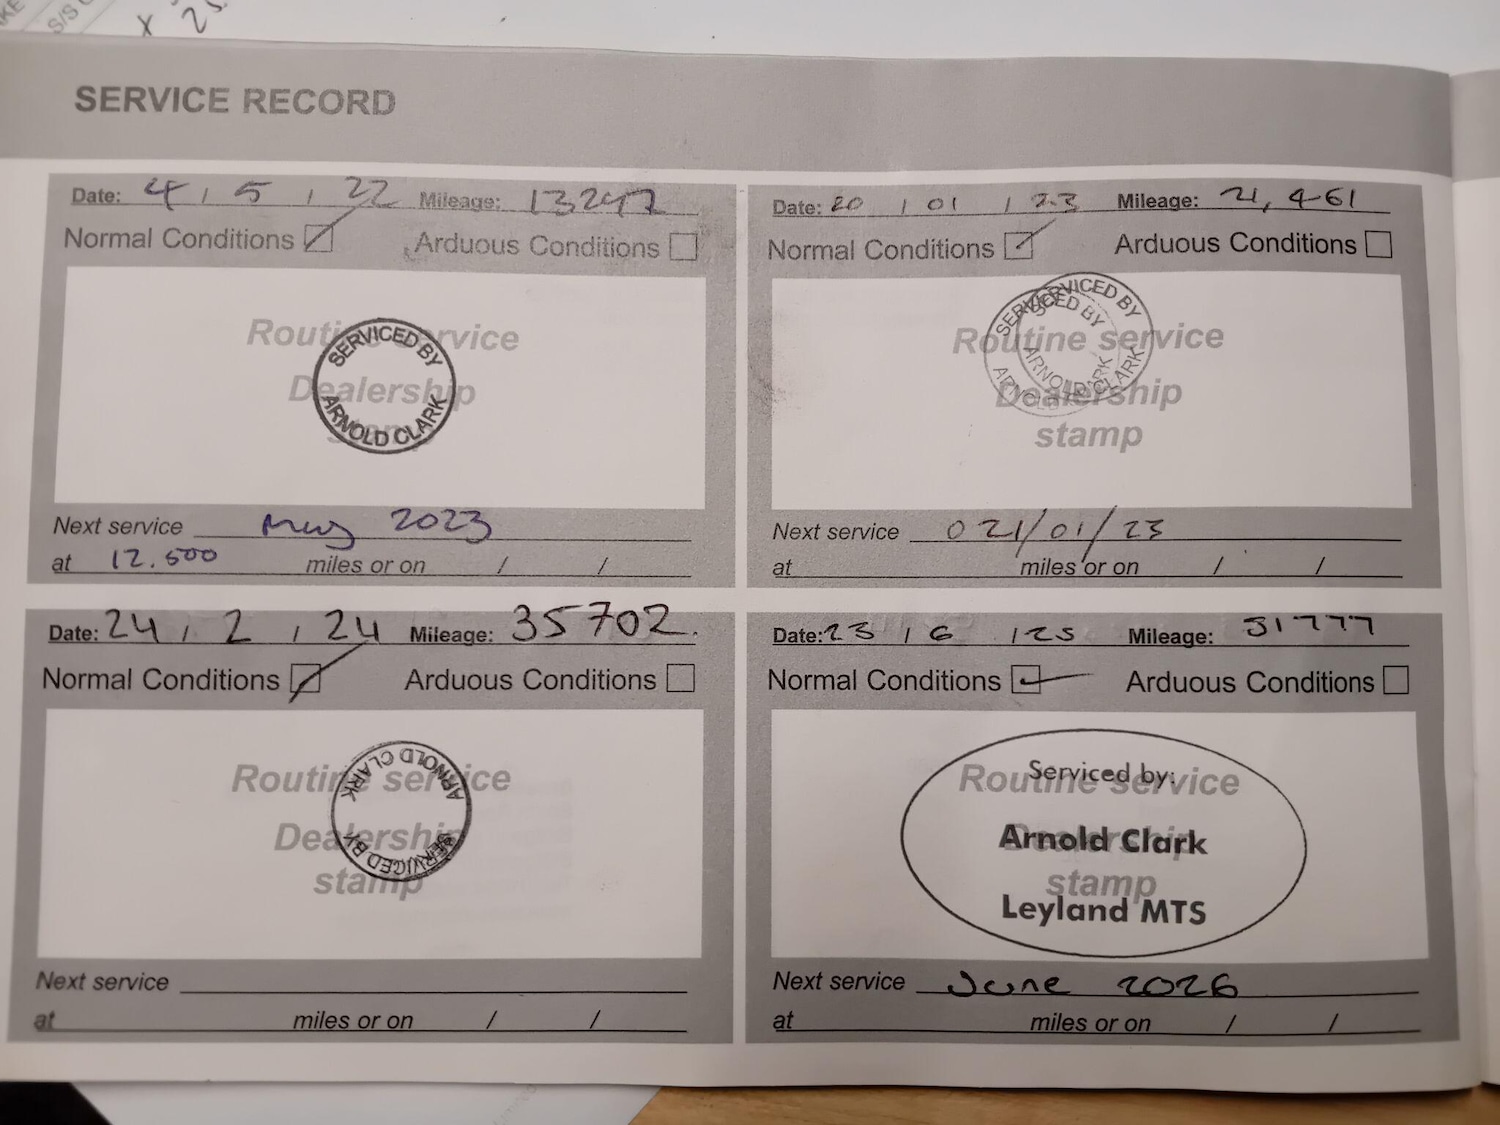 SERVICE RECORD
Date: 4 / 5 / 22 Mileage: 13247
Normal Conditions Arduous Conditions
Routine service
Dealership
SERVICED BY
ARNOLD CLARK
Next service May 2023
at 12.500 miles or on / /
Date: 20 / 01 / 23 Mileage: 21,461
Normal Conditions Arduous Conditions
Routine service
Dealership
stamp
SERVICED BY
ARNOLD CLARK
SERVICED BY
ARNOLD CLARK
Next service 021/01/23
at miles or on / /
Date: 24 / 2 / 24 Mileage: 35702.
Normal Conditions Arduous Conditions
Routine service
Dealership
stamp
SERVICED BY
ARNOLD CLARK
Next service
at miles or on / /
Date: 23 / 6 / 25 Mileage: 51777
Normal Conditions Arduous Conditions
Routine service
stamp
Serviced by:
Arnold Clark
Leyland MTS
Next service June 2026
at miles or on / /